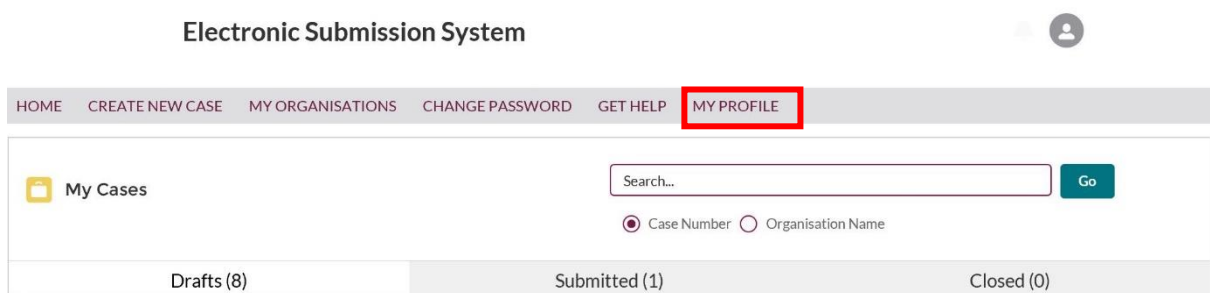 Electronic Submission System
HOME CREATE NEW CASE MY ORGANISATIONS CHANGE PASSWORD GET HELP MY PROFILE
My Cases
Search...
Go
Case Number Organisation Name
Drafts (8) Submitted (1) Closed (0)